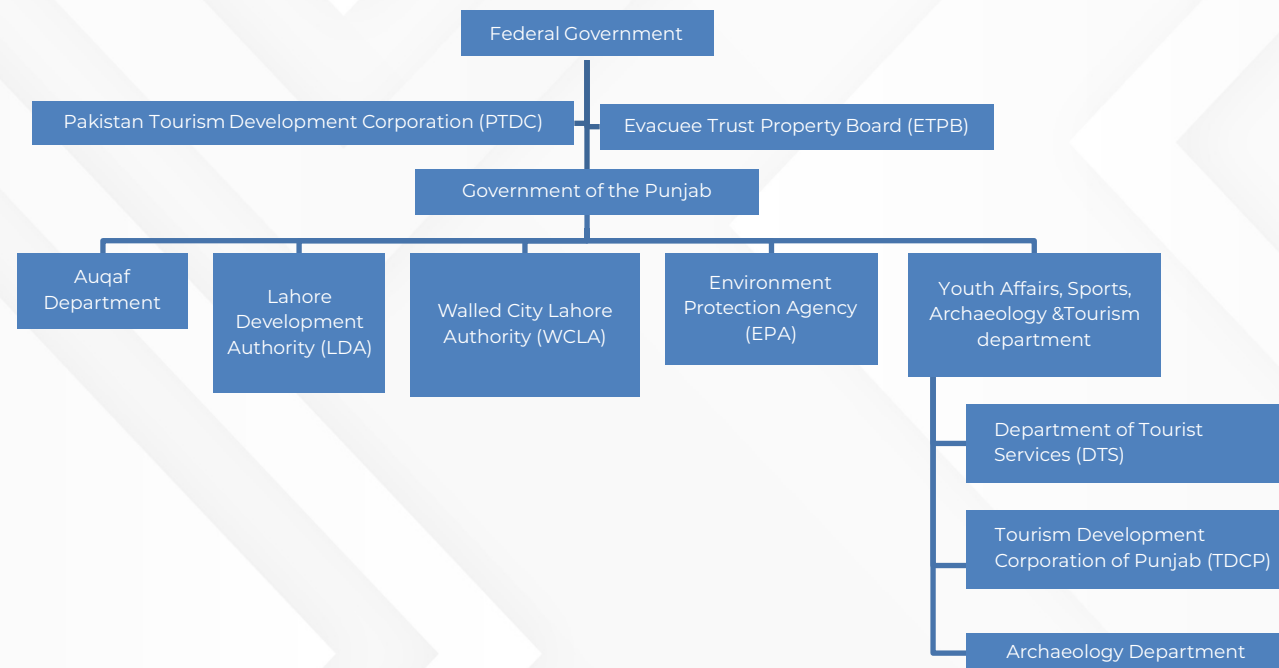 Federal Government
Pakistan Tourism Development Corporation (PTDC)
Evacuee Trust Property Board (ETPB)
Government of the Punjab
Auqaf
Department
Lahore
Development
Authority (LDA)
Walled City Lahore
Authority (WCLA)
Environment
Protection Agency
(EPA)
Youth Affairs, Sports,
Archaeology &Tourism
department
Department of Tourist
Services (DTS)
Tourism Development
Corporation of Punjab (TDCP)
Archaeology Department